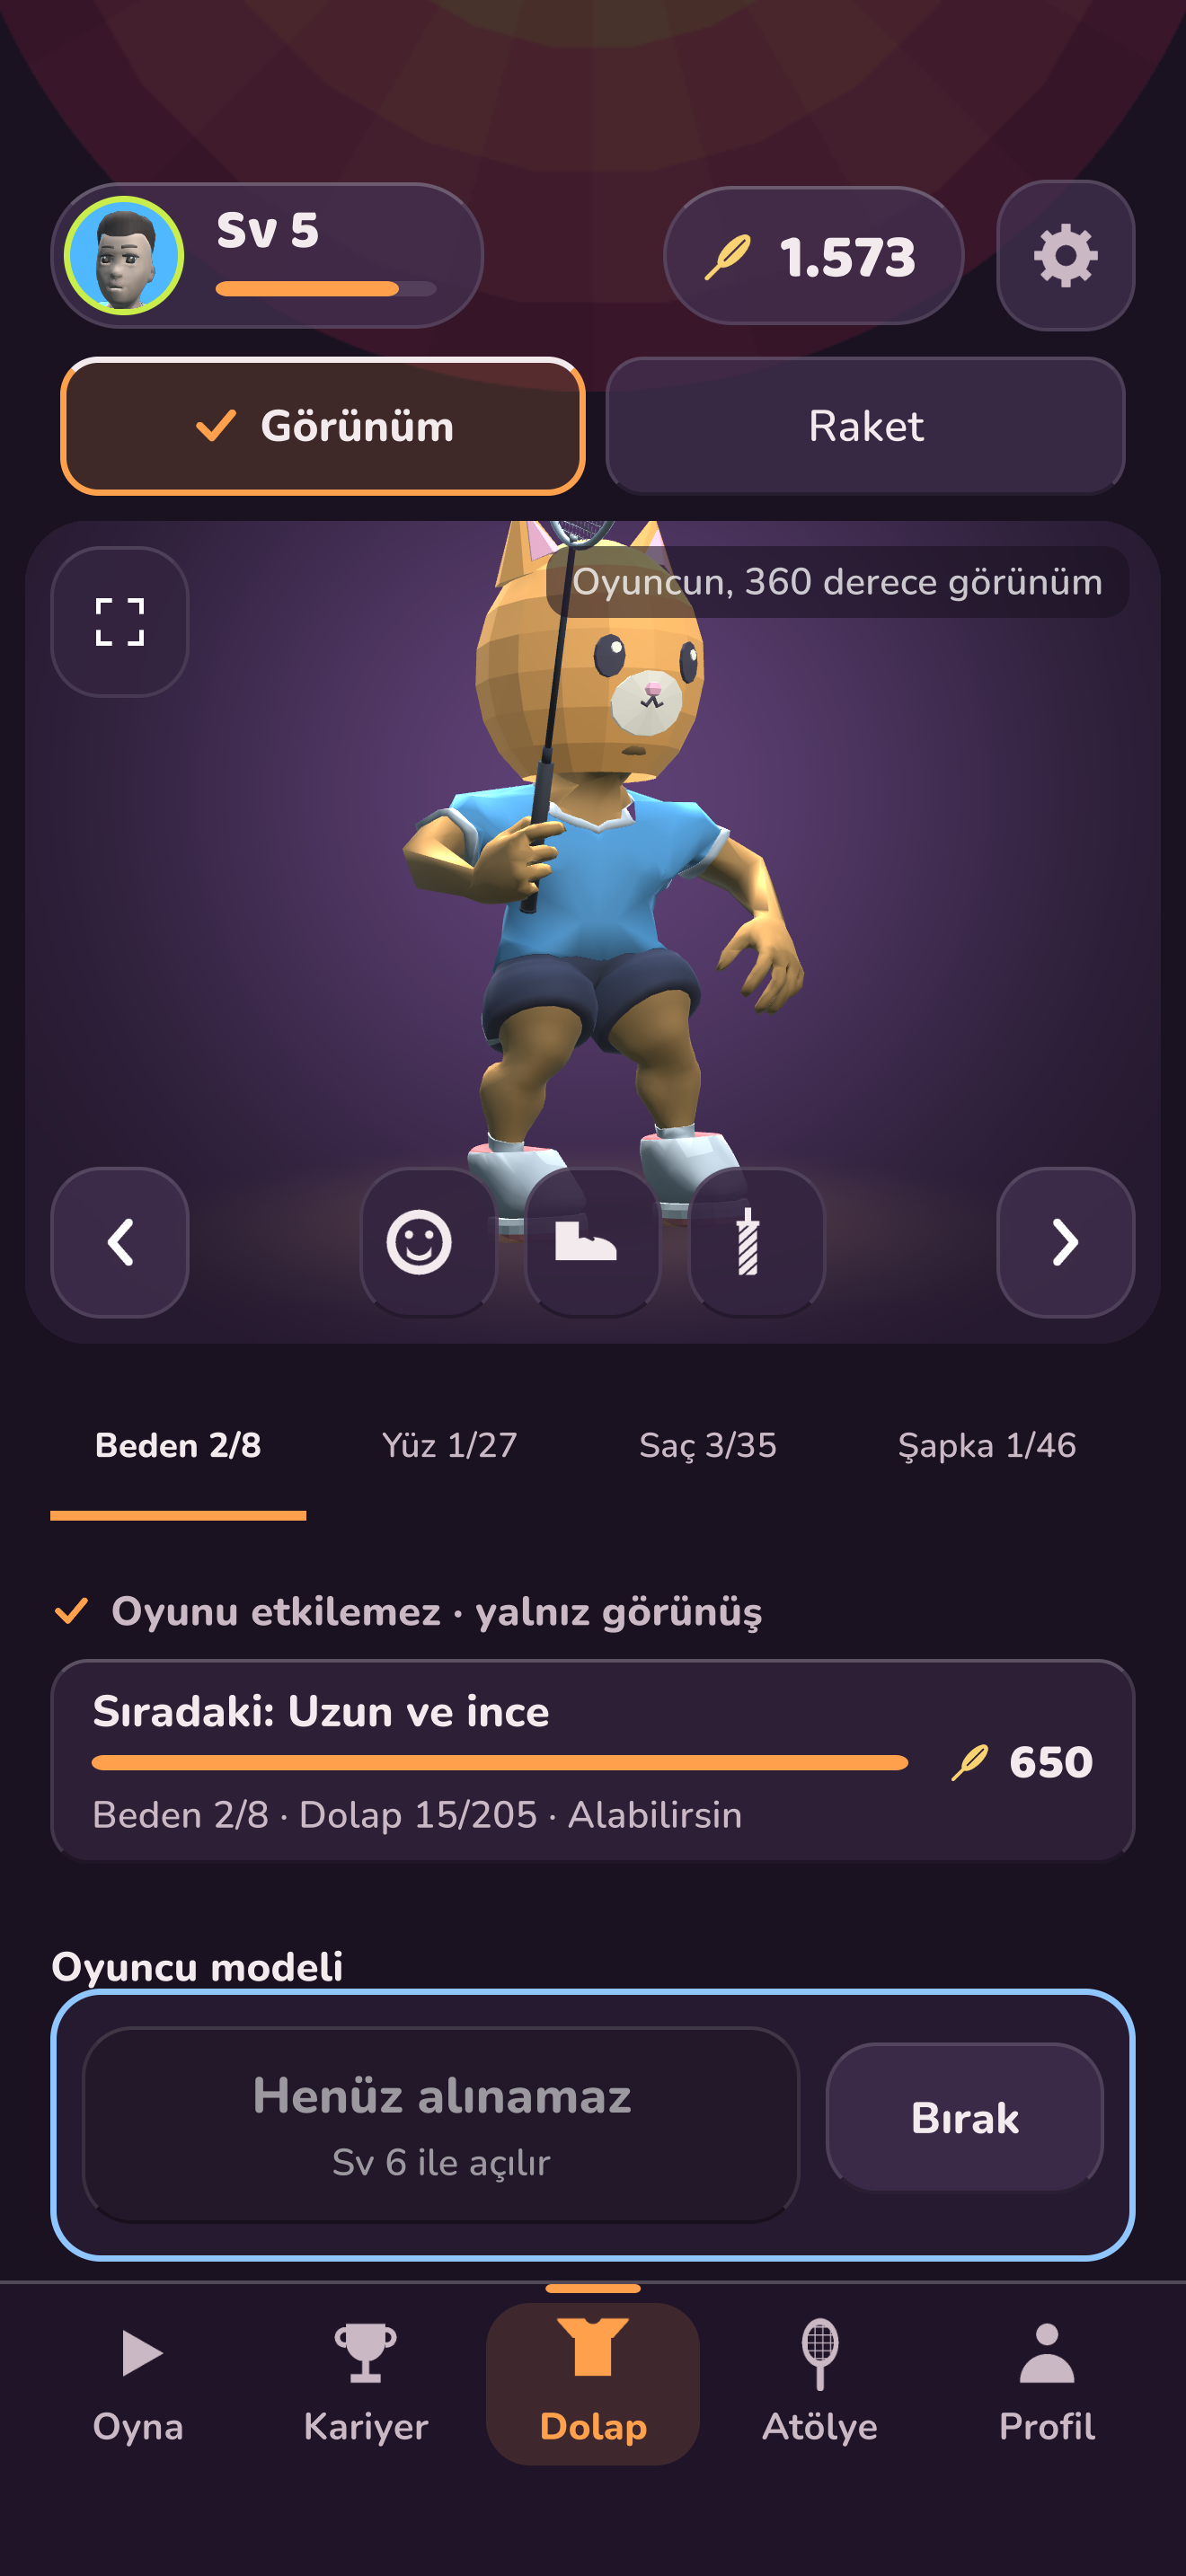 Sv 5
1.573
Görünüm
Raket
Oyuncun, 360 derece görünüm
Beden 2/8
Yüz 1/27
Saç 3/35
Şapka 1/46
Oyunu etkilemez · yalnız görünüş
Sıradaki: Uzun ve ince
650
Beden 2/8 · Dolap 15/205 · Alabilirsin
Oyuncu modeli
Henüz alınamaz
Sv 6 ile açılır
Bırak
Oyna
Kariyer
Dolap
Atölye
Profil